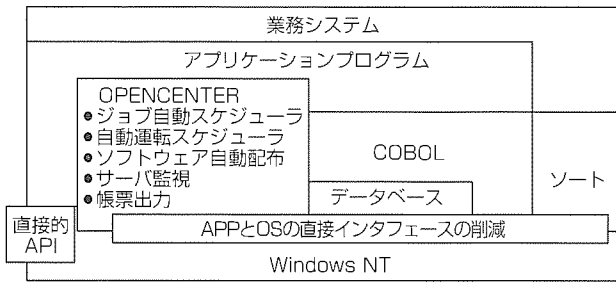 業務システム
アプリケーションプログラム
OPENCENTER
●ジョブ自動スケジューラ
●自動運転スケジューラ
●ソフトウェア自動配布
●サーバ監視
●帳票出力
COBOL
データベース
ソート
直接的
API
APPとOSの直接インタフェースの削減
Windows NT